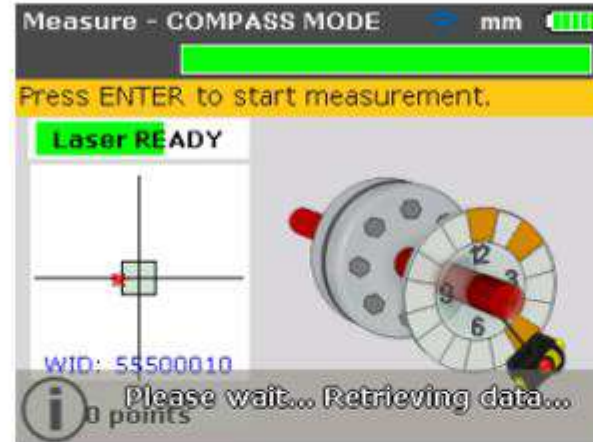 Measure - COMPASS MODE mm
Press ENTER to start measurement.
Laser READY
12
3
9
6
WID: 55500010
Please wait... Retrieving data...
0 points